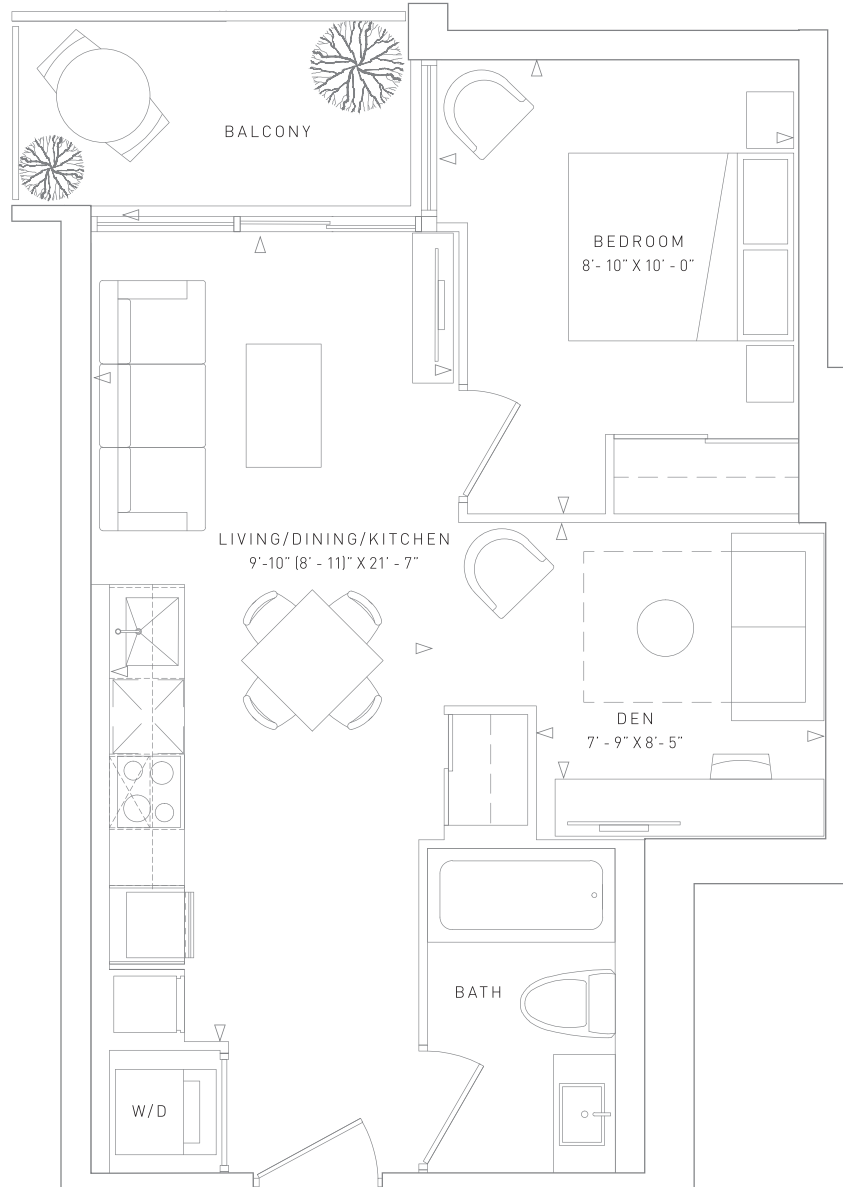 BALCONY
BEDROOM
8'- 10" X 10' - 0"
LIVING/DINING/KITCHEN
9'-10" (8' - 11)" X 21' - 7"
DEN
7' - 9" X 8'- 5"
BATH
W/D